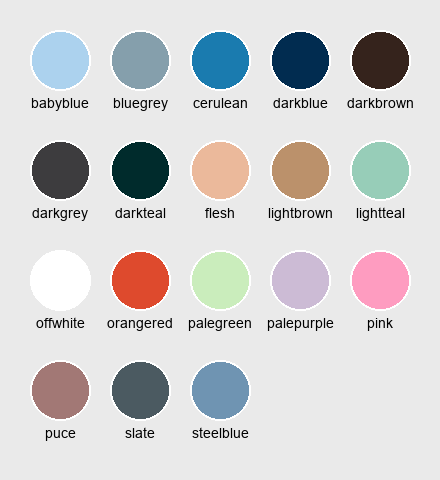 babyblue bluegrey cerulean darkblue darkbrown
darkgrey darkteal flesh lightbrown lightteal
offwhite orangered palegreen palepurple pink
puce slate steelblue